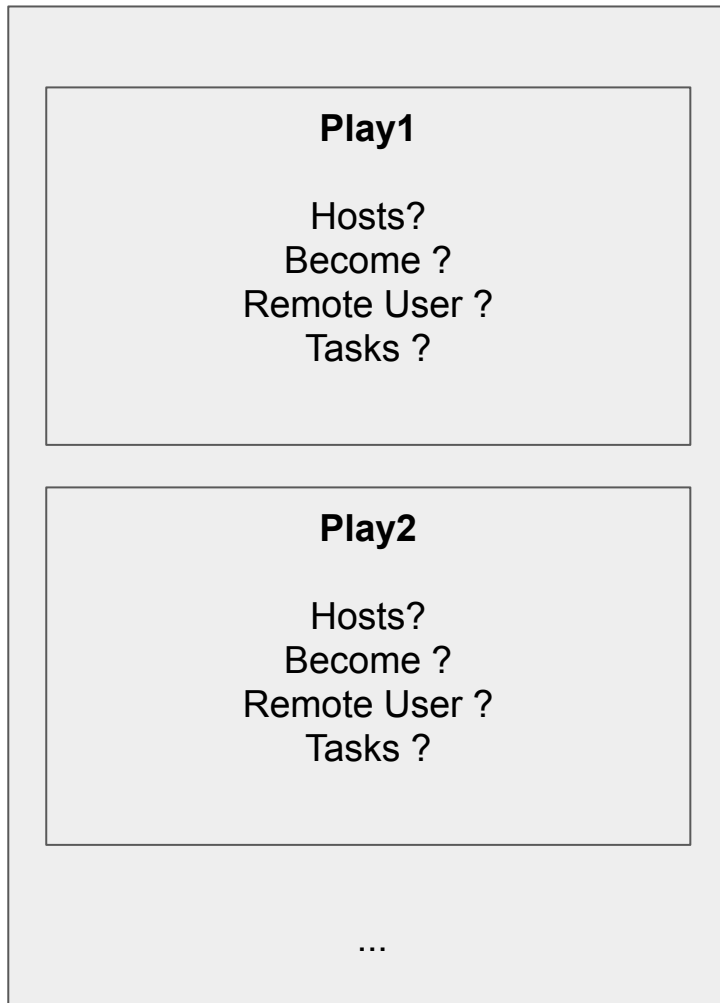 Play1
Hosts?
Become ?
Remote User ?
Tasks ?
Play2
Hosts?
Become ?
Remote User ?
Tasks ?
...